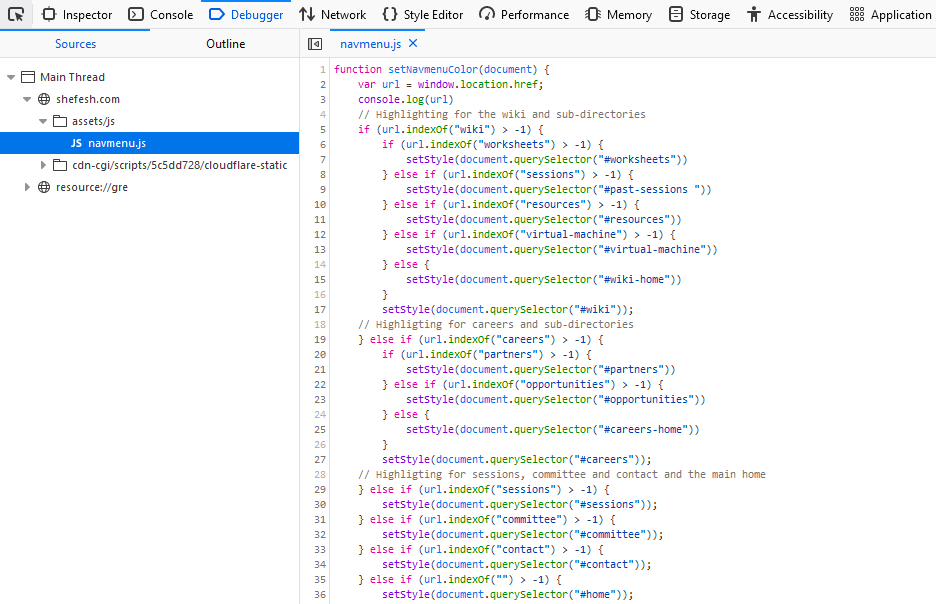 Inspector Console Debugger Network Style Editor Performance Memory Storage Accessibility Application
Sources Outline navmenu.js
Main Thread
shefesh.com
assets/js
JS navmenu.js
cdn-cgi/scripts/5c5dd728/cloudflare-static
resource://gre
1 function setNavmenuColor(document) {
2 var url = window.location.href;
3 console.log(url)
4 // Highlighting for the wiki and sub-directories
5 if (url.indexOf("wiki") > -1) {
6 if (url.indexOf("worksheets") > -1) {
7 setStyle(document.querySelector("#worksheets"))
8 } else if (url.indexOf("sessions") > -1) {
9 setStyle(document.querySelector("#past-sessions "))
10 } else if (url.indexOf("resources") > -1) {
11 setStyle(document.querySelector("#resources"))
12 } else if (url.indexOf("virtual-machine") > -1) {
13 setStyle(document.querySelector("#virtual-machine"))
14 } else {
15 setStyle(document.querySelector("#wiki-home"))
16 }
17 setStyle(document.querySelector("#wiki"));
18 // Highligting for careers and sub-directories
19 } else if (url.indexOf("careers") > -1) {
20 if (url.indexOf("partners") > -1) {
21 setStyle(document.querySelector("#partners"))
22 } else if (url.indexOf("opportunities") > -1) {
23 setStyle(document.querySelector("#opportunities"))
24 } else {
25 setStyle(document.querySelector("#careers-home"))
26 }
27 setStyle(document.querySelector("#careers"));
28 // Highligting for sessions, committee and contact and the main home
29 } else if (url.indexOf("sessions") > -1) {
30 setStyle(document.querySelector("#sessions"));
31 } else if (url.indexOf("committee") > -1) {
32 setStyle(document.querySelector("#committee"));
33 } else if (url.indexOf("contact") > -1) {
34 setStyle(document.querySelector("#contact"));
35 } else if (url.indexOf("") > -1) {
36 setStyle(document.querySelector("#home"));